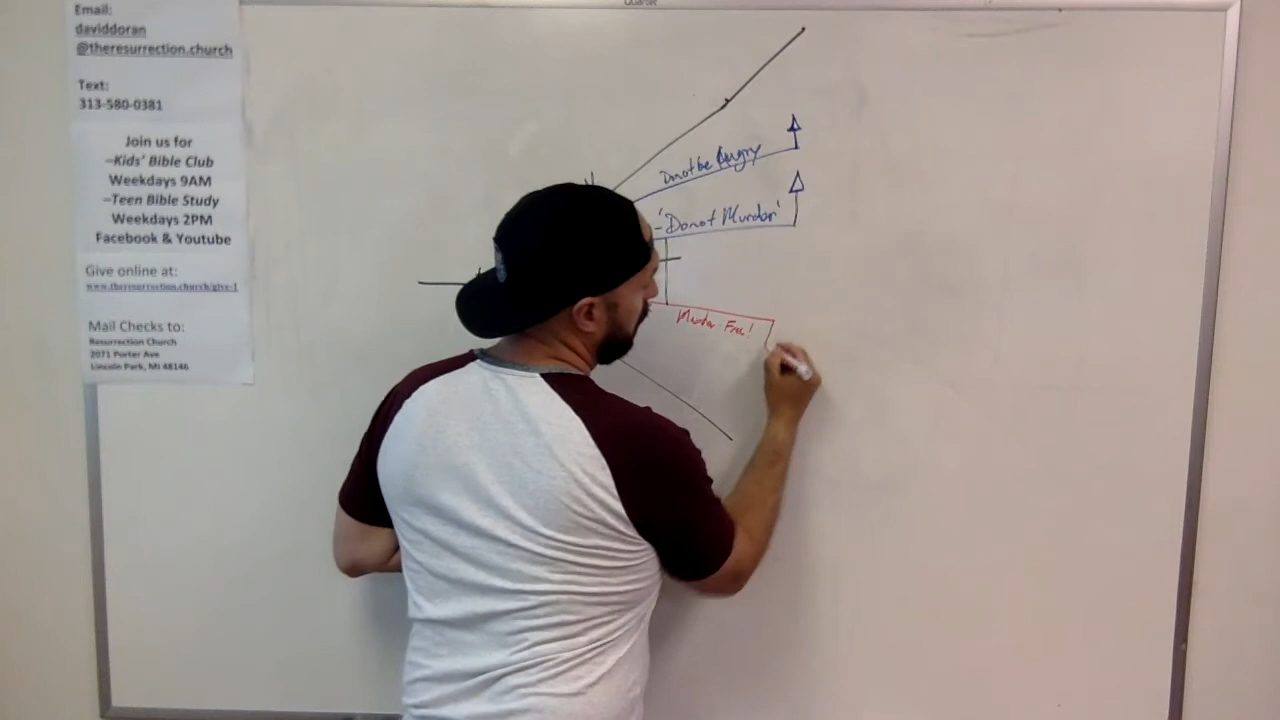 Quartet
Email:
daviddoran
@theresurrection.church
Text:
313-580-0381
Join us for
–Kids' Bible Club
Weekdays 9AM
–Teen Bible Study
Weekdays 2PM
Facebook & Youtube
Give online at:
www.theresurrection.church/give-1
Mail Checks to:
Resurrection Church
2071 Porter Ave
Lincoln Park, MI 48146
Do not be Angry
'Do not Murder'
Murder-Free!